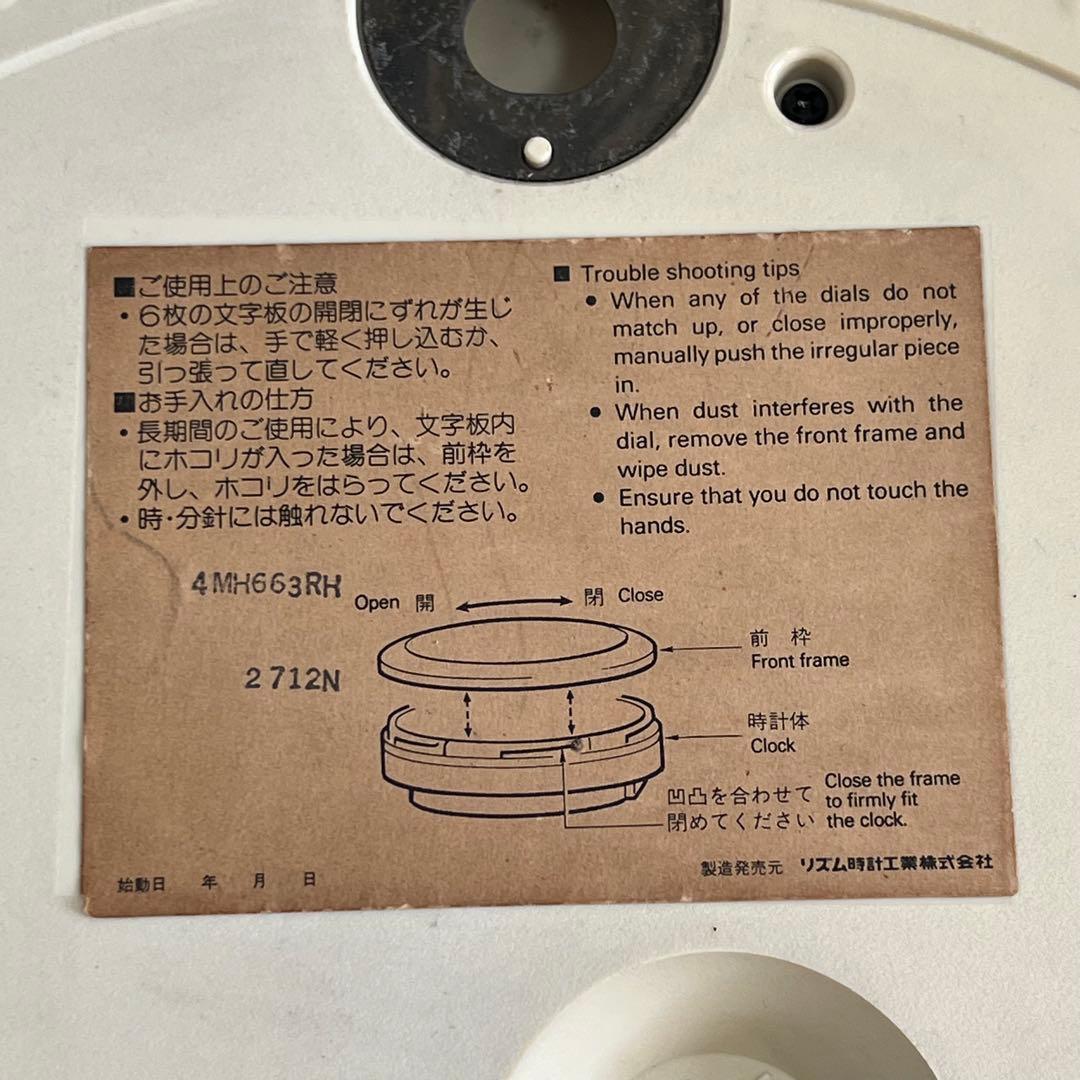 ■ご使用上のご注意
・6枚の文字板の開閉にずれが生じ
た場合は、手で軽く押し込むか、
引っ張って直してください。
■お手入れの仕方
・長期間のご使用により、文字板内
にホコリが入った場合は、前枠を
外し、ホコリをはらってください。
・時・分針には触れないでください。
■ Trouble shooting tips
● When any of the dials do not
match up, or close improperly,
manually push the irregular piece
in.
● When dust interferes with the
dial, remove the front frame and
wipe dust.
● Ensure that you do not touch the
hands.
4MH663RH
2712N
Open 開 閉 Close
前 枠
Front frame
時計体
Clock
凹凸を合わせて
閉めてください
Close the frame
to firmly fit
the clock.
始動日 年 月 日
製造発売元 リズム時計工業株式会社